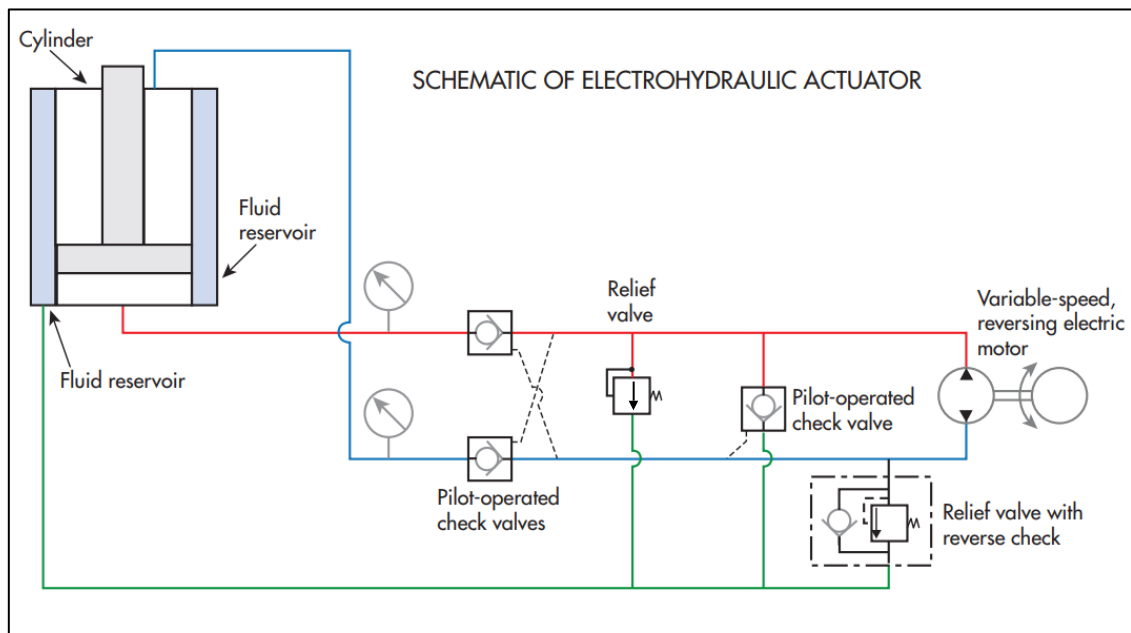 Cylinder
SCHEMATIC OF ELECTROHYDRAULIC ACTUATOR
Fluid
reservoir
Fluid reservoir
Relief
valve
Variable-speed,
reversing electric
motor
Pilot-operated
check valve
Pilot-operated
check valves
Relief valve with
reverse check